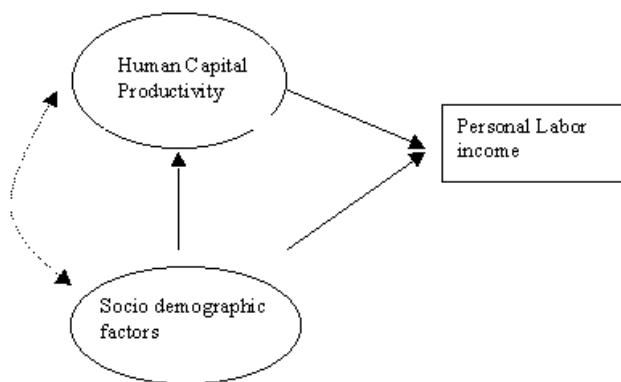 Human Capital
Productivity
Personal Labor
income
Socio demographic
factors